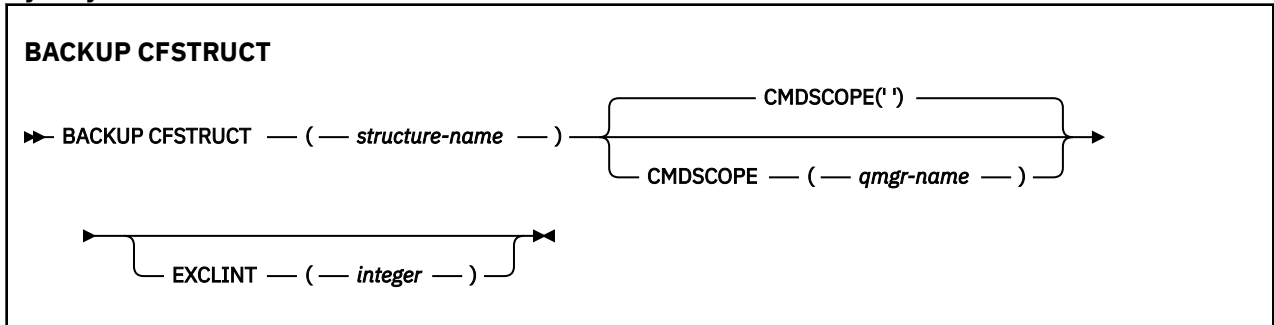 BACKUP CFSTRUCT
CMDSCOPE(' ')
BACKUP CFSTRUCT — ( — structure-name — )
CMDSCOPE — ( — qmgr-name — )
EXCLINT — ( — integer — )